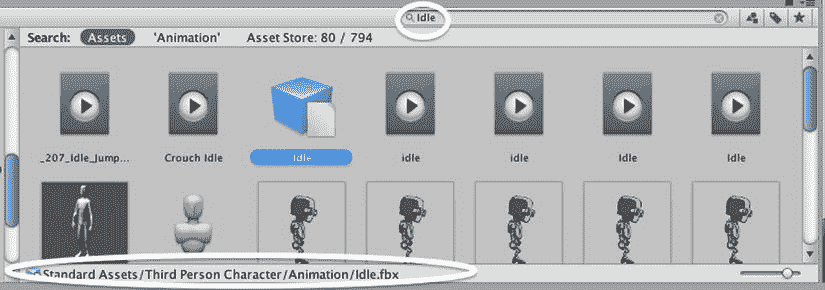 Idle
Search: Assets 'Animation' Asset Store: 80 / 794
_207_Idle_Jump... Crouch Idle Idle idle idle Idle Idle
Standard Assets/Third Person Character/Animation/Idle.fbx